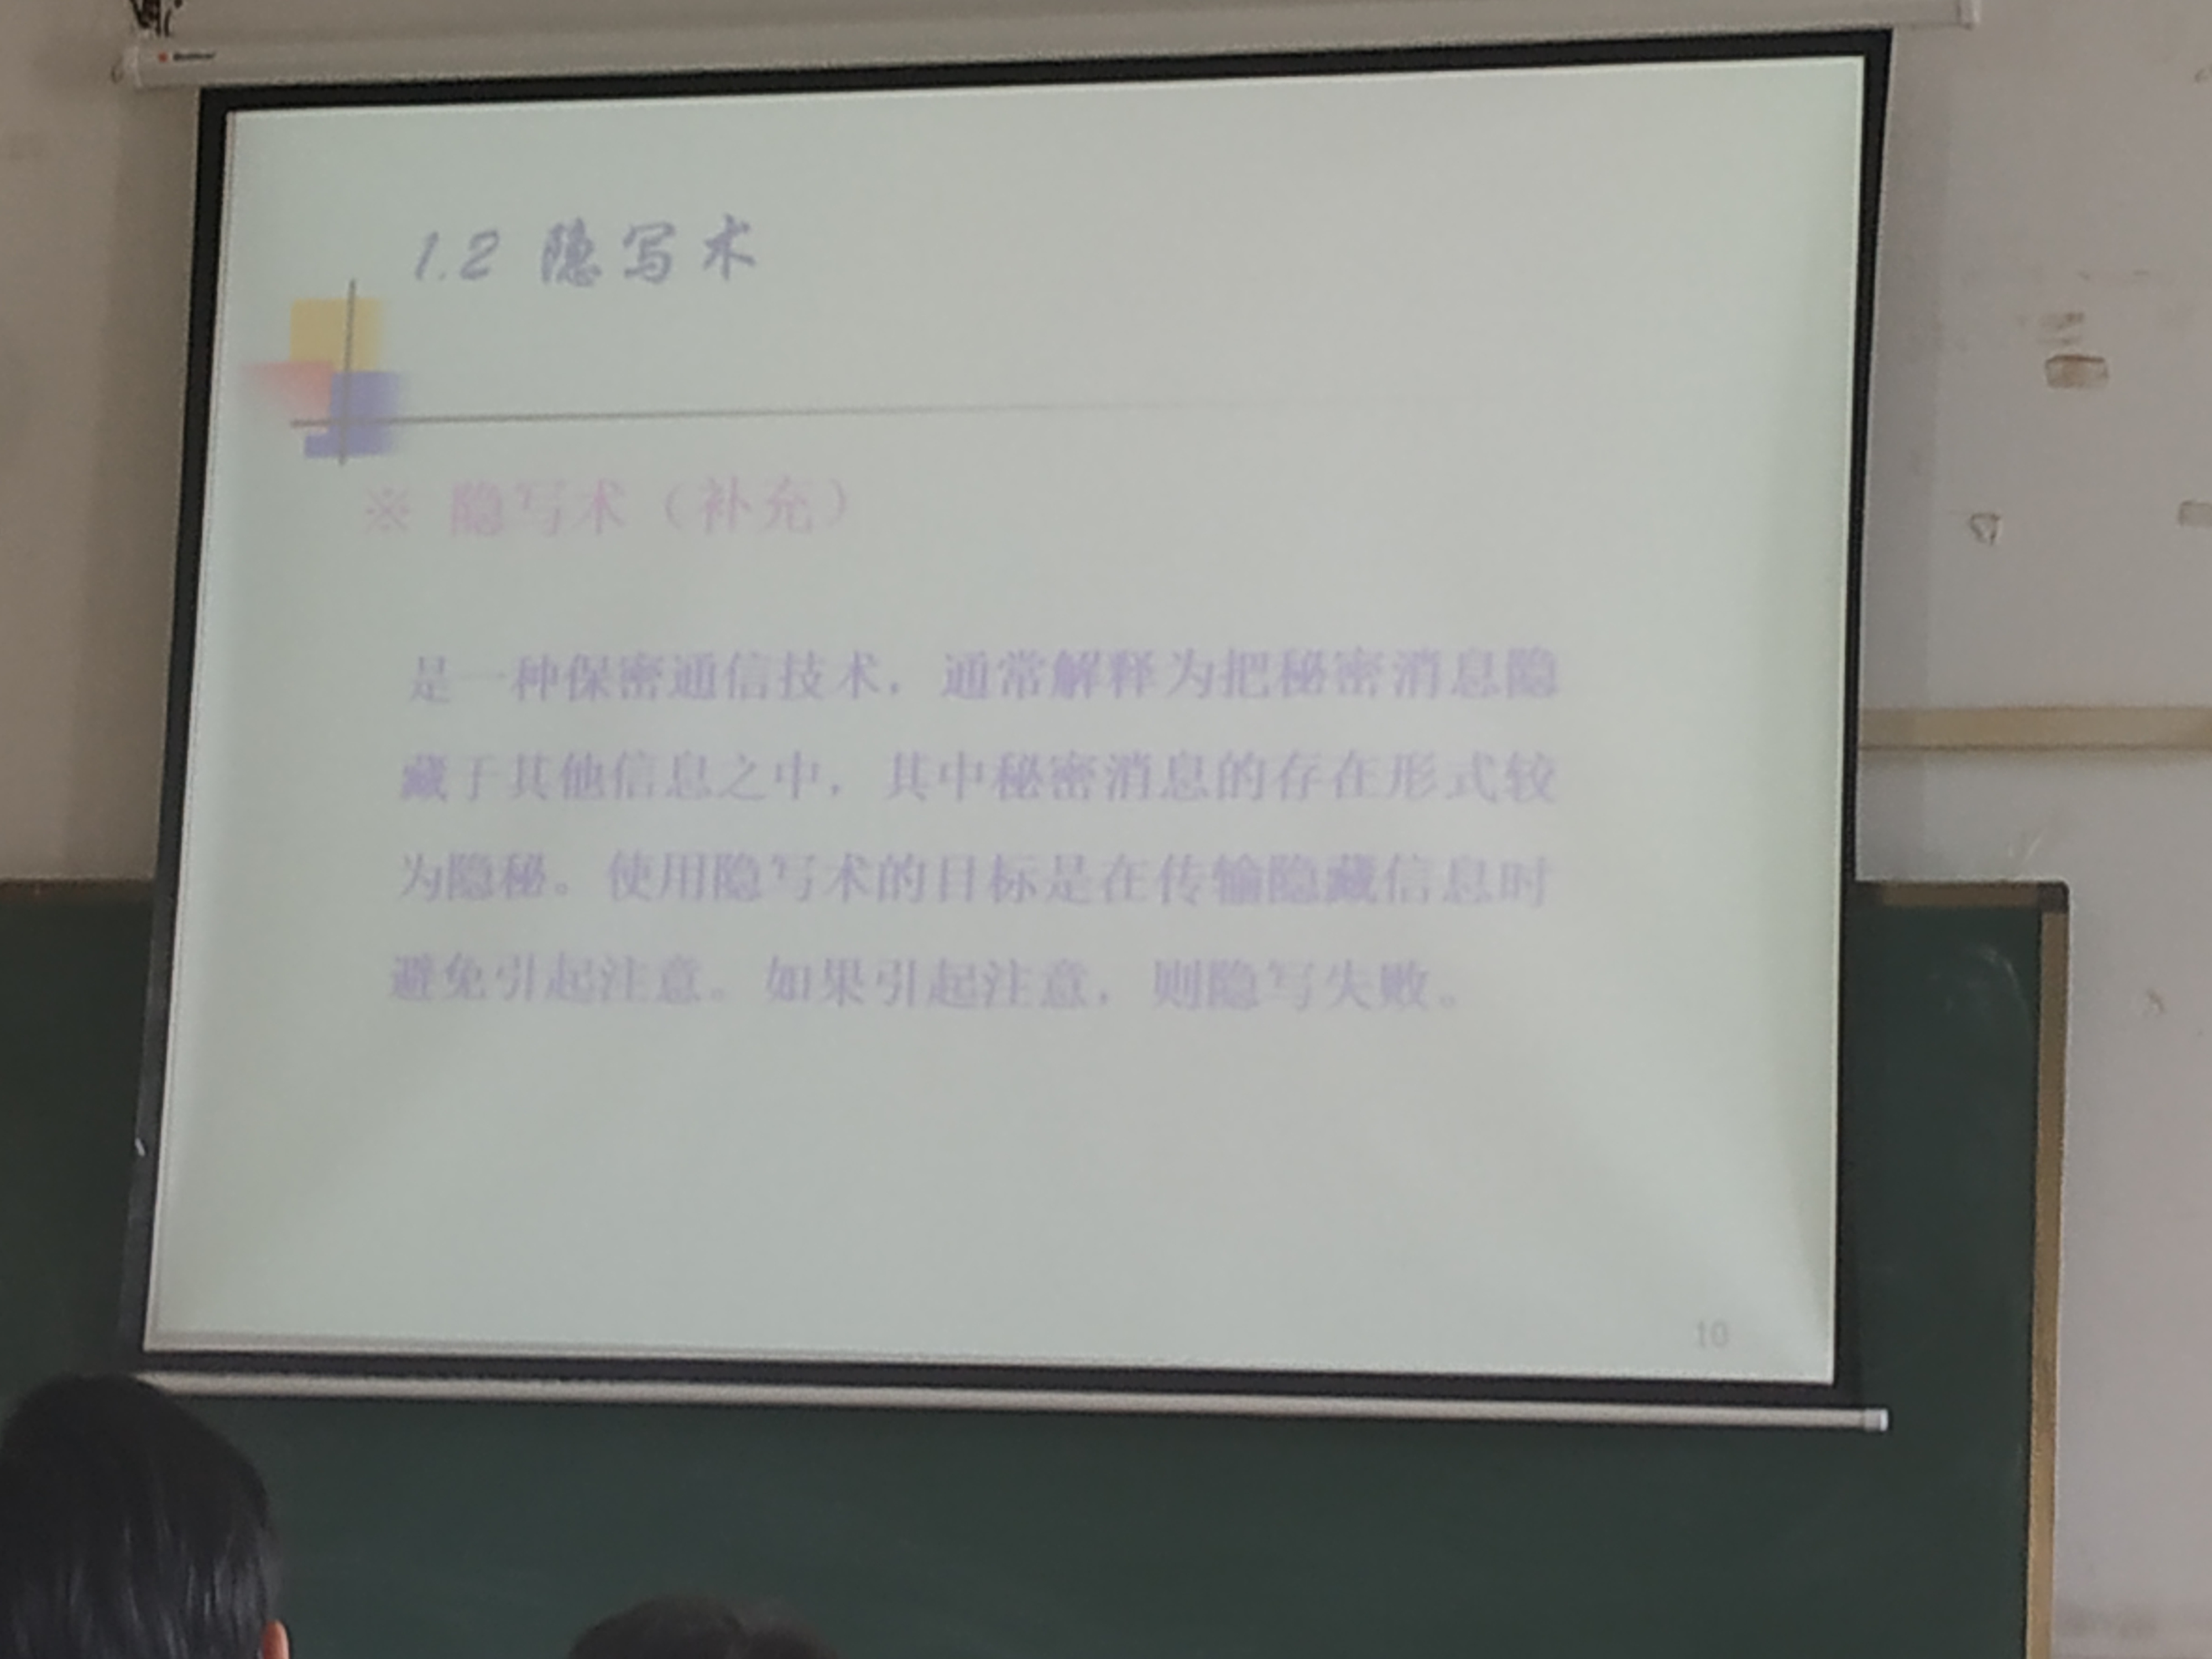 1.2 隐写术
※ 隐写术（补充）
是一种保密通信技术，通常解释为把秘密消息隐
藏于其他信息之中，其中秘密消息的存在形式较
为隐秘。使用隐写术的目标是在传输隐藏信息时
避免引起注意。如果引起注意，则隐写失败。
10